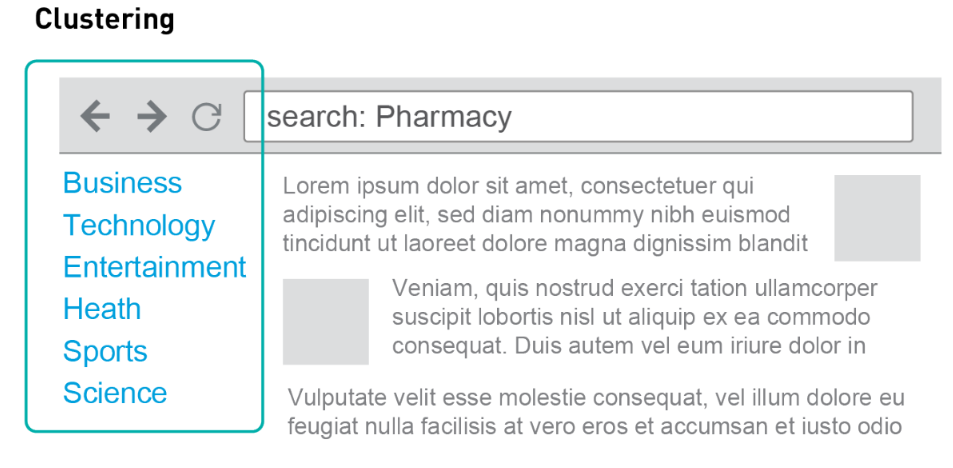 Clustering
search: Pharmacy
Business
Technology
Entertainment
Heath
Sports
Science
Lorem ipsum dolor sit amet, consectetuer qui
adipiscing elit, sed diam nonummy nibh euismod
tincidunt ut laoreet dolore magna dignissim blandit
Veniam, quis nostrud exerci tation ullamcorper
suscipit lobortis nisl ut aliquip ex ea commodo
consequat. Duis autem vel eum iriure dolor in
Vulputate velit esse molestie consequat, vel illum dolore eu
feugiat nulla facilisis at vero eros et accumsan et iusto odio